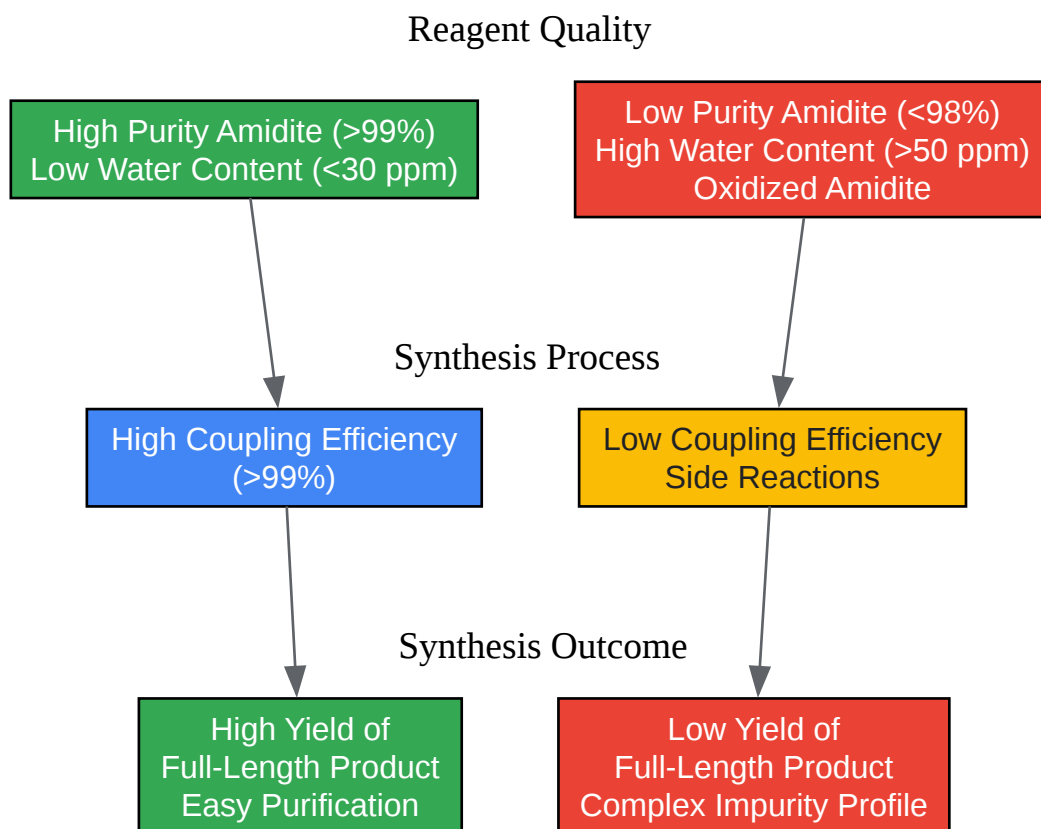 Reagent Quality
High Purity Amidite (>99%)
Low Water Content (<30 ppm)
Low Purity Amidite (<98%)
High Water Content (>50 ppm)
Oxidized Amidite
Synthesis Process
High Coupling Efficiency
(>99%)
Low Coupling Efficiency
Side Reactions
Synthesis Outcome
High Yield of
Full-Length Product
Easy Purification
Low Yield of
Full-Length Product
Complex Impurity Profile